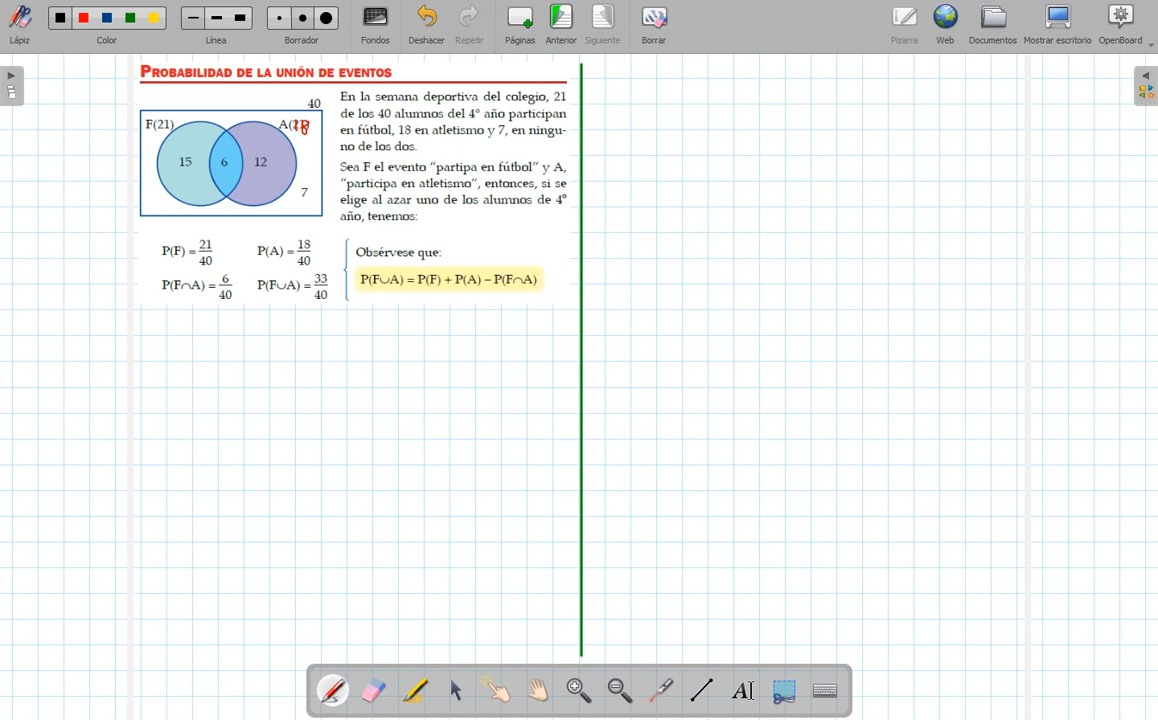 Lápiz
Color
Línea
Borrador
Fondos
Deshacer
Repetir
Páginas
Anterior
Siguiente
Borrar
Pizarra
Web
Documentos
Mostrar escritorio
OpenBoard
PROBABILIDAD DE LA UNIÓN DE EVENTOS
40
F(21)
A(21)
18
15
6
12
7
En la semana deportiva del colegio, 21
de los 40 alumnos del 4º año participan
en fútbol, 18 en atletismo y 7, en ningu-
no de los dos.
Sea F el evento “partipa en fútbol” y A,
“participa en atletismo”, entonces, si se
elige al azar uno de los alumnos de 4º
año, tenemos:
P(F) = 21/40
P(A) = 18/40
P(F∩A) = 6/40
P(F∪A) = 33/40
Obsérvese que:
P(F∪A) = P(F) + P(A) – P(F∩A)